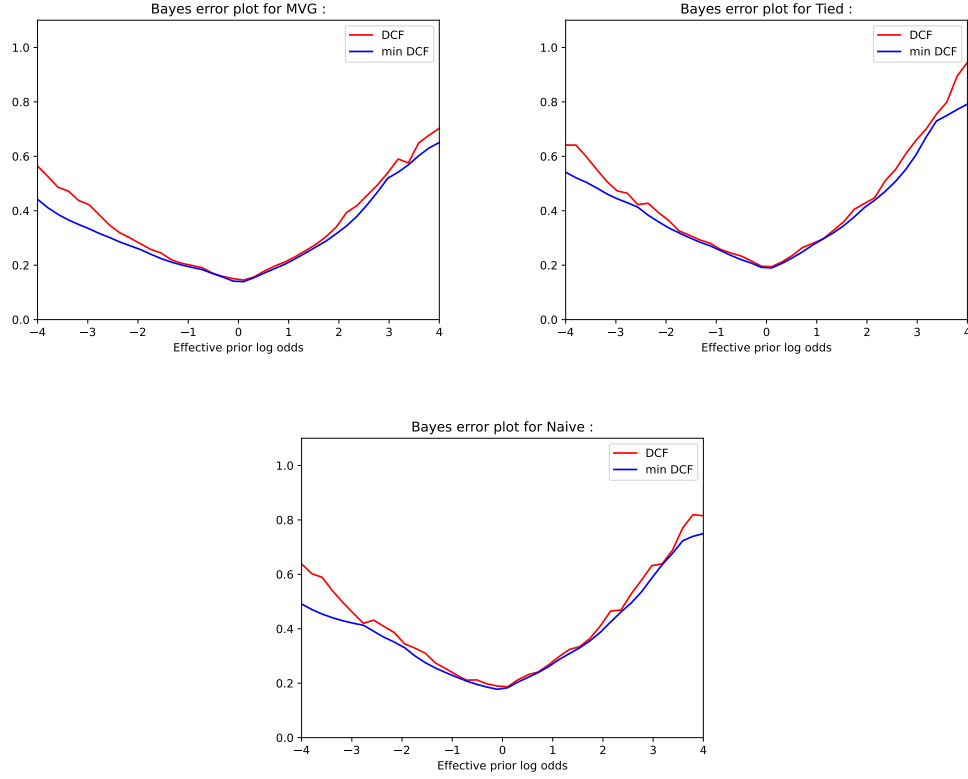 Bayes error plot for MVG :
DCF
min DCF
1.0
0.8
0.6
0.4
0.2
0.0
−4 −3 −2 −1 0 1 2 3 4
Effective prior log odds
Bayes error plot for Tied :
DCF
min DCF
1.0
0.8
0.6
0.4
0.2
0.0
−4 −3 −2 −1 0 1 2 3 4
Effective prior log odds
Bayes error plot for Naive :
DCF
min DCF
1.0
0.8
0.6
0.4
0.2
0.0
−4 −3 −2 −1 0 1 2 3 4
Effective prior log odds